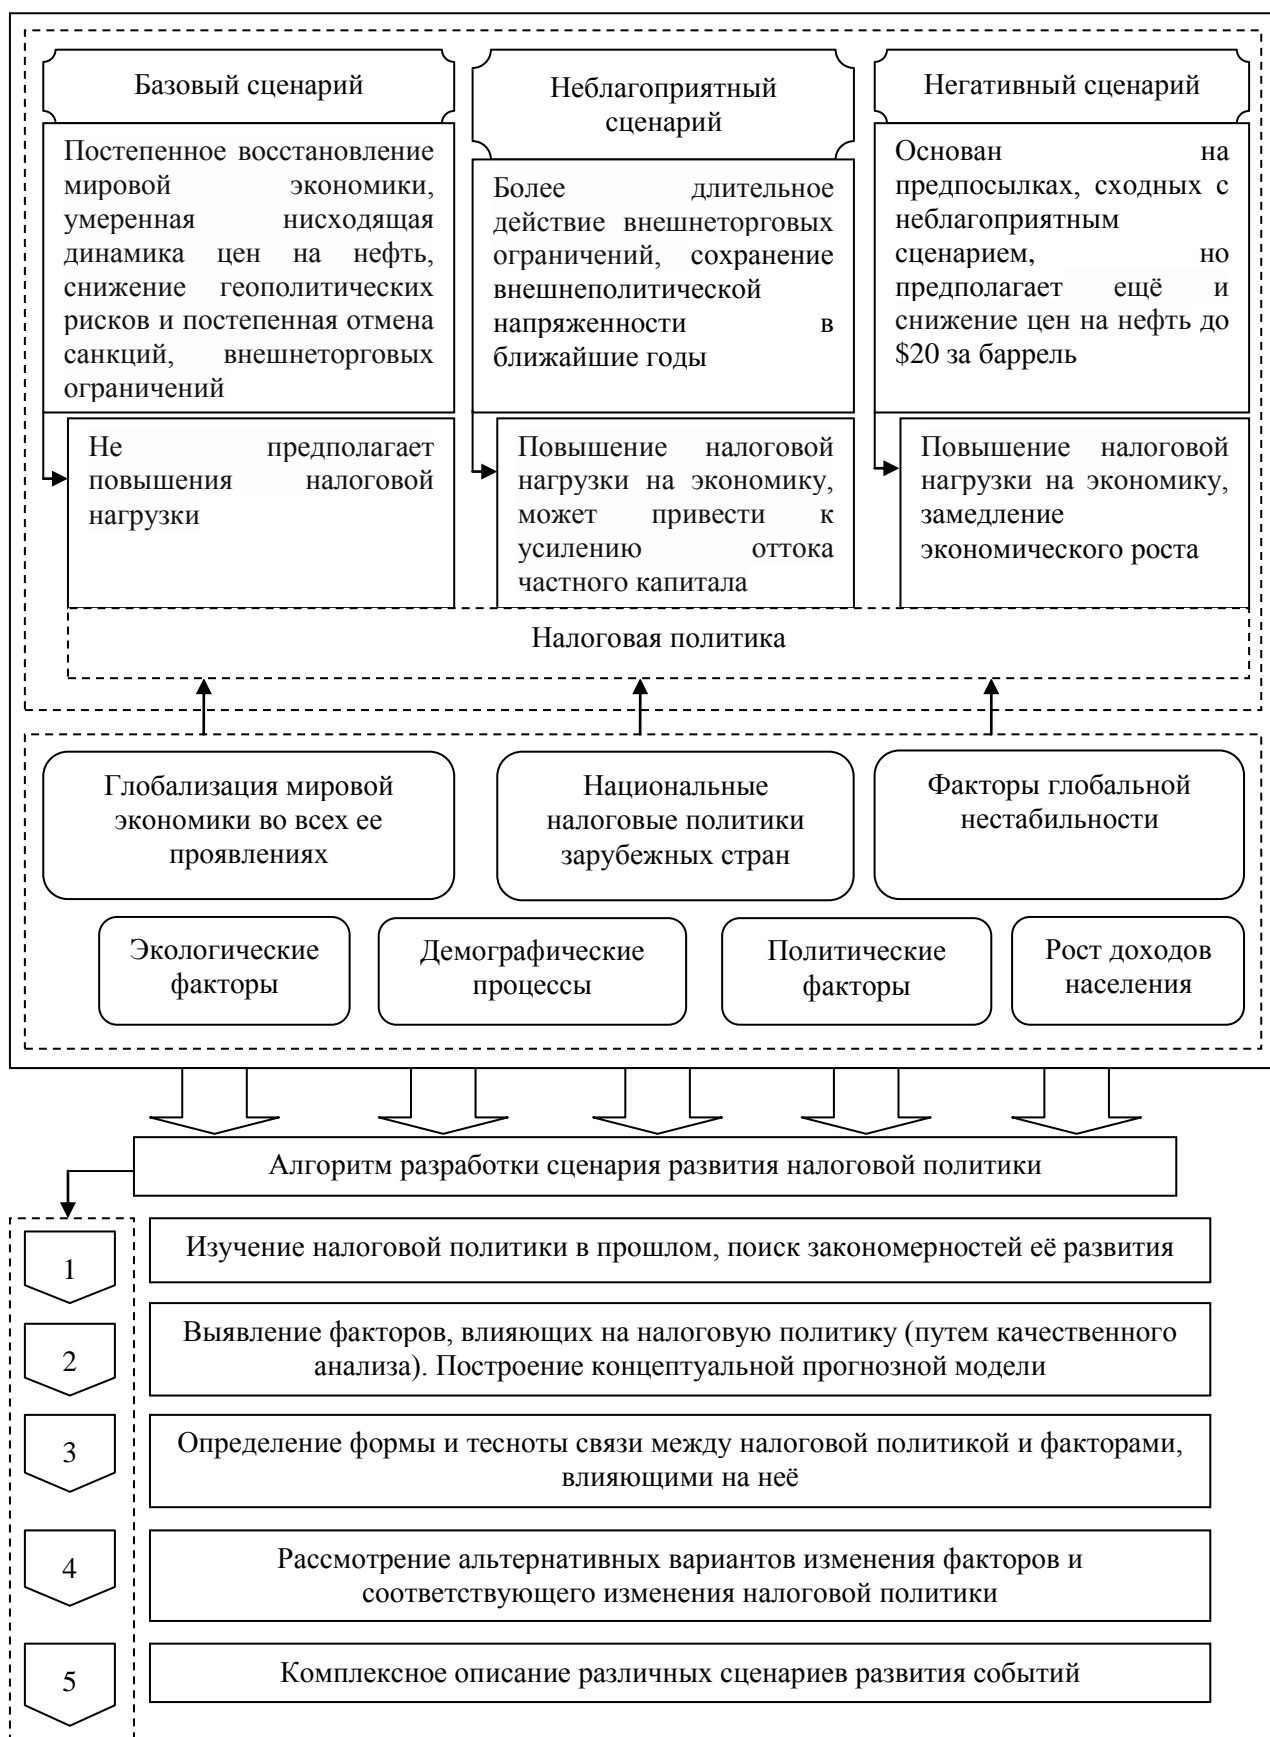 Базовый сценарий
Постепенное восстановление
мировой экономики,
умеренная нисходящая
динамика цен на нефть,
снижение геополитических
рисков и постепенная отмена
санкций, внешнеторговых
ограничений
Не предполагает
повышения налоговой
нагрузки
Неблагоприятный
сценарий
Более длительное
действие внешнеторговых
ограничений, сохранение
внешнеполитической
напряженности в
ближайшие годы
Повышение налоговой
нагрузки на экономику,
может привести к
усилению оттока
частного капитала
Негативный сценарий
Основан на
предпосылках, сходных с
неблагоприятным
сценарием, но
предполагает ещё и
снижение цен на нефть до
$20 за баррель
Повышение налоговой
нагрузки на экономику,
замедление
экономического роста
Налоговая политика
Глобализация мировой
экономики во всех ее
проявлениях
Национальные
налоговые политики
зарубежных стран
Факторы глобальной
нестабильности
Экологические
факторы
Демографические
процессы
Политические
факторы
Рост доходов
населения
Алгоритм разработки сценария развития налоговой политики
1
Изучение налоговой политики в прошлом, поиск закономерностей её развития
2
Выявление факторов, влияющих на налоговую политику (путем качественного
анализа). Построение концептуальной прогнозной модели
3
Определение формы и тесноты связи между налоговой политикой и факторами,
влияющими на неё
4
Рассмотрение альтернативных вариантов изменения факторов и
соответствующего изменения налоговой политики
5
Комплексное описание различных сценариев развития событий